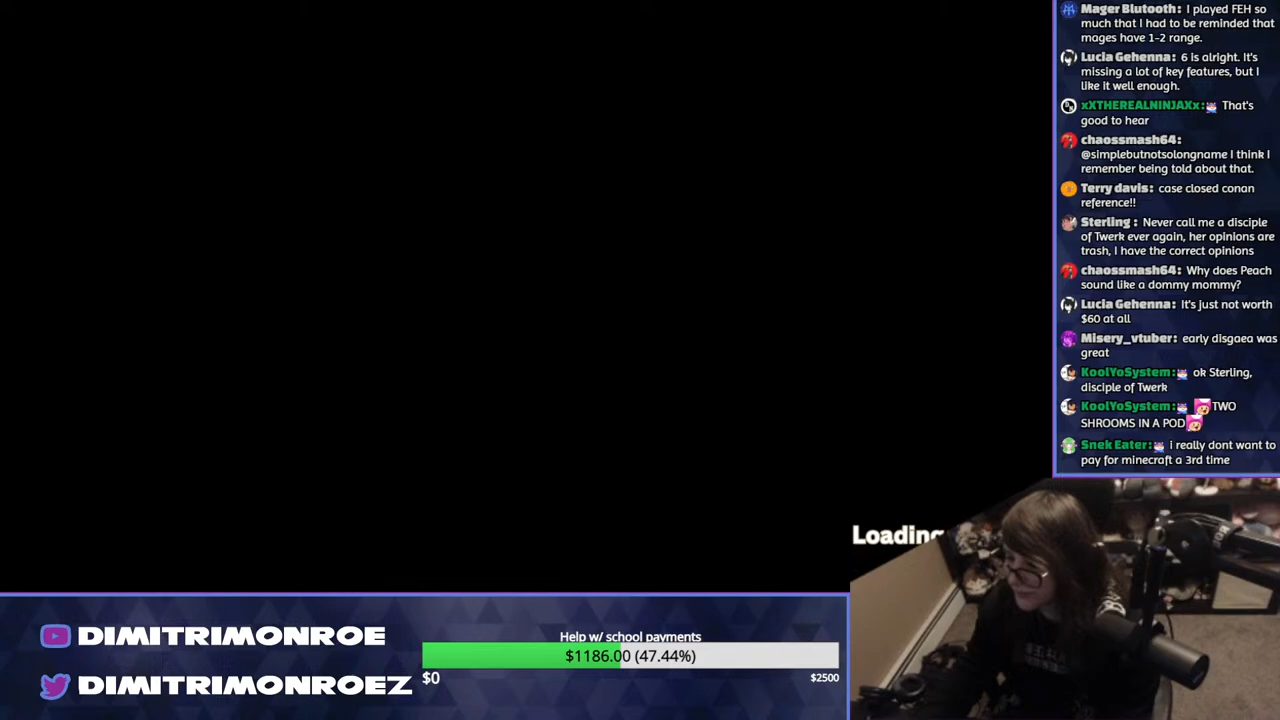 Mager Blutooth: I played FEH so
much that I had to be reminded that
mages have 1-2 range.
Lucia Gehenna: 6 is alright. It's
missing a lot of key features, but I
like it well enough.
xXTHEREALNINJAXx: That's
good to hear
chaossmash64:
@simplebutnotsolongname I think I
remember being told about that.
Terry davis: case closed conan
reference!!
Sterling : Never call me a disciple
of Twerk ever again, her opinions are
trash, I have the correct opinions
chaossmash64: Why does Peach
sound like a dommy mommy?
Lucia Gehenna: It's just not worth
$60 at all
Misery_vtuber: early disgaea was
great
KoolYoSystem: ok Sterling,
disciple of Twerk
KoolYoSystem: TWO
SHROOMS IN A POD
Snek Eater: i really dont want to
pay for minecraft a 3rd time
Loading
DIMITRIMONROE
DIMITRIMONROEZ
Help w/ school payments
$1186.00 (47.44%)
$0
$2500